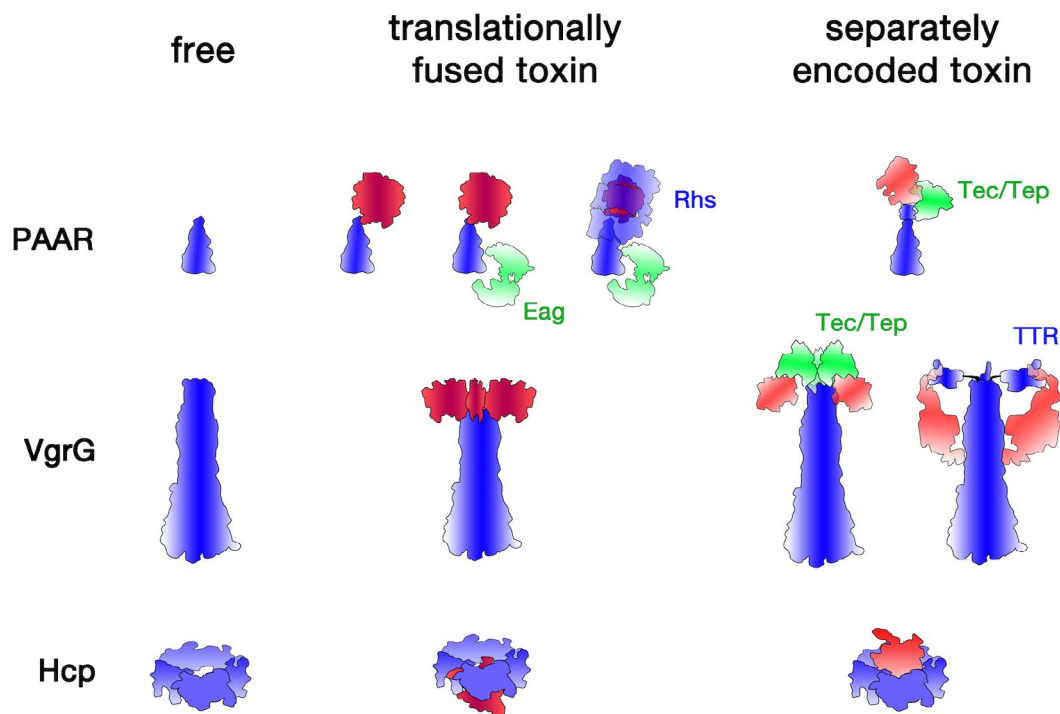 free
translationally
fused toxin
separately
encoded toxin
PAAR
Rhs
Tec/Tep
Eag
Tec/Tep
TTR
VgrG
Hcp